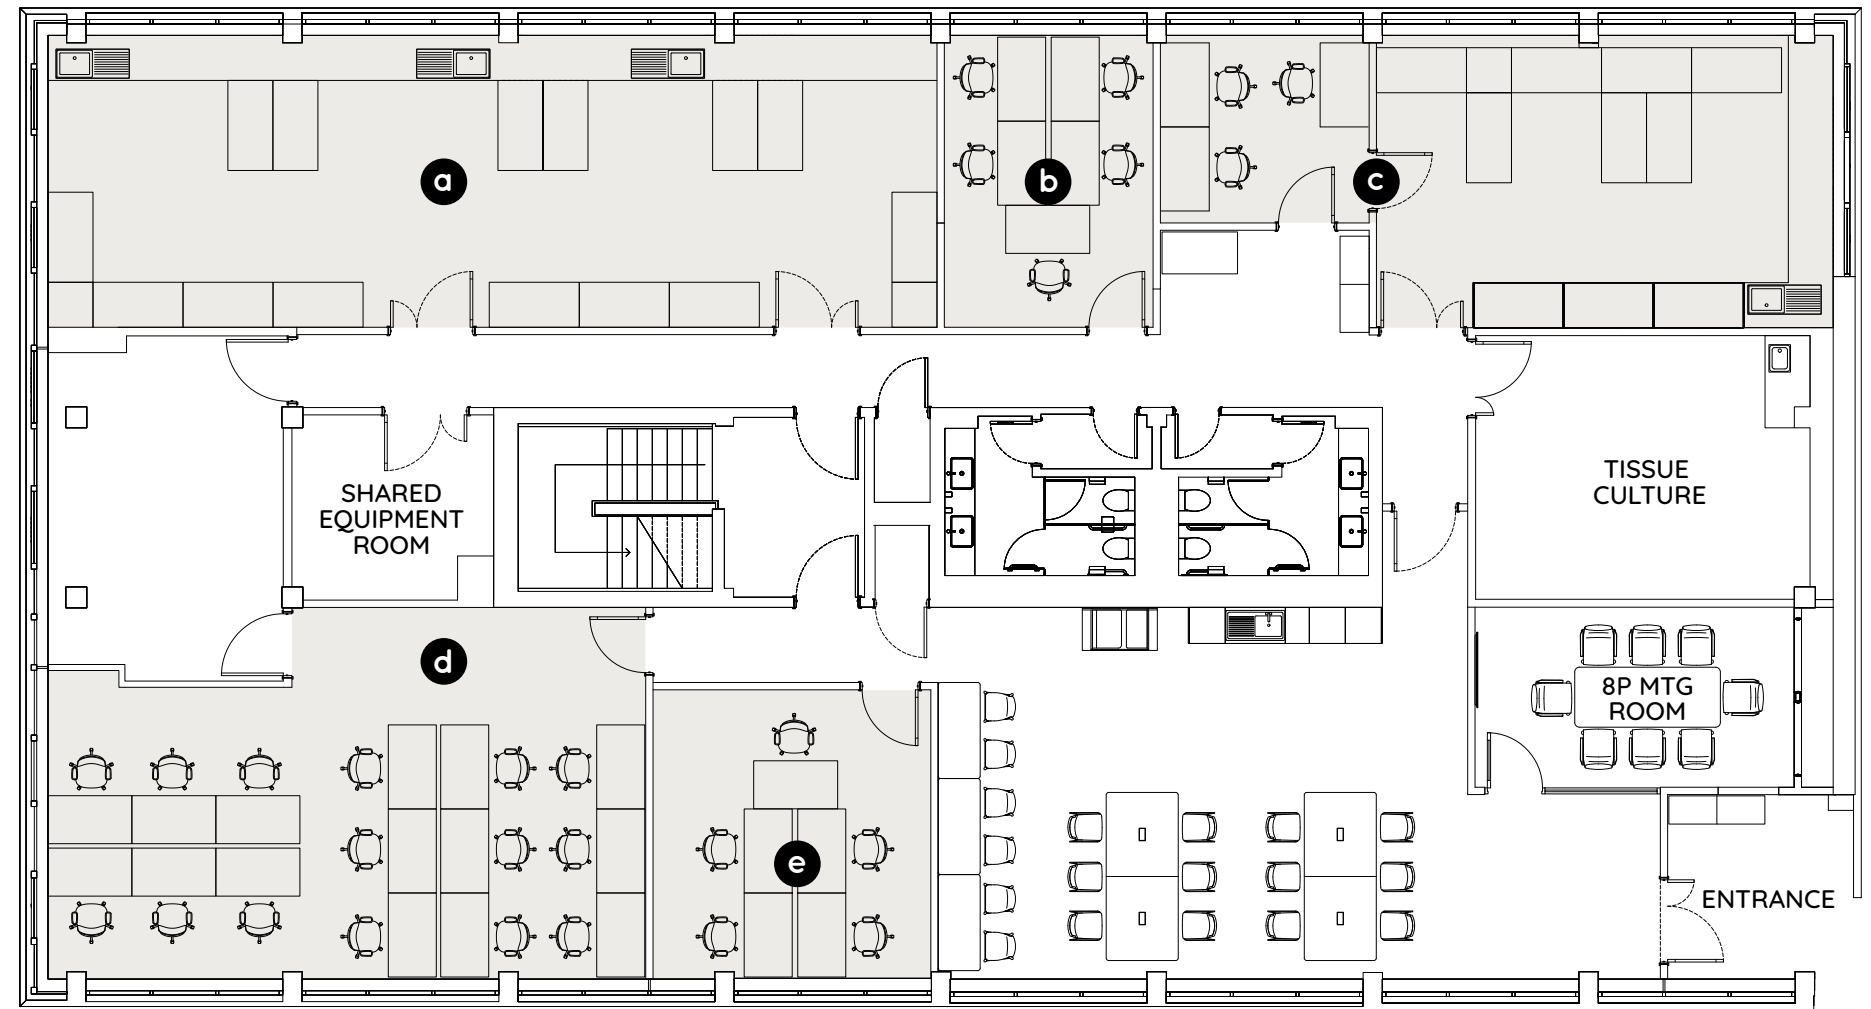 a
b
c
TISSUE
CULTURE
SHARED
EQUIPMENT
ROOM
d
8P MTG
ROOM
e
ENTRANCE